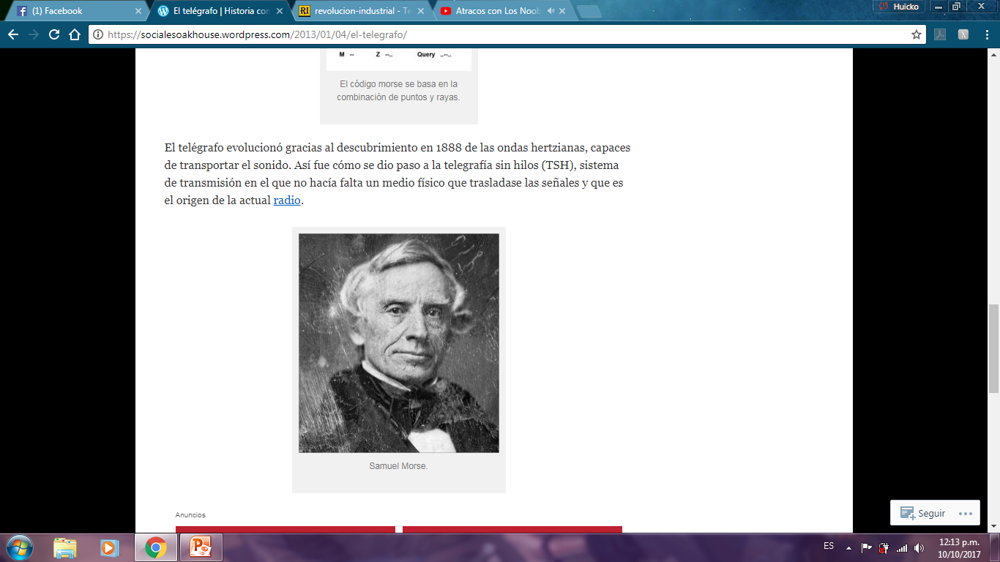 (1) Facebook
El telégrafo | Historia con
revolucion-industrial - Te
Atracos con Los Noob
Huicko
https://socialesoakhouse.wordpress.com/2013/01/04/el-telegrafo/
M -- Z --.. Query ..--..
El código morse se basa en la
combinación de puntos y rayas.
El telégrafo evolucionó gracias al descubrimiento en 1888 de las ondas hertzianas, capaces
de transportar el sonido. Así fue cómo se dio paso a la telegrafía sin hilos (TSH), sistema
de transmisión en el que no hacía falta un medio físico que trasladase las señales y que es
el origen de la actual radio.
Samuel Morse.
Anuncios
Seguir
ES
12:13 p.m.
10/10/2017